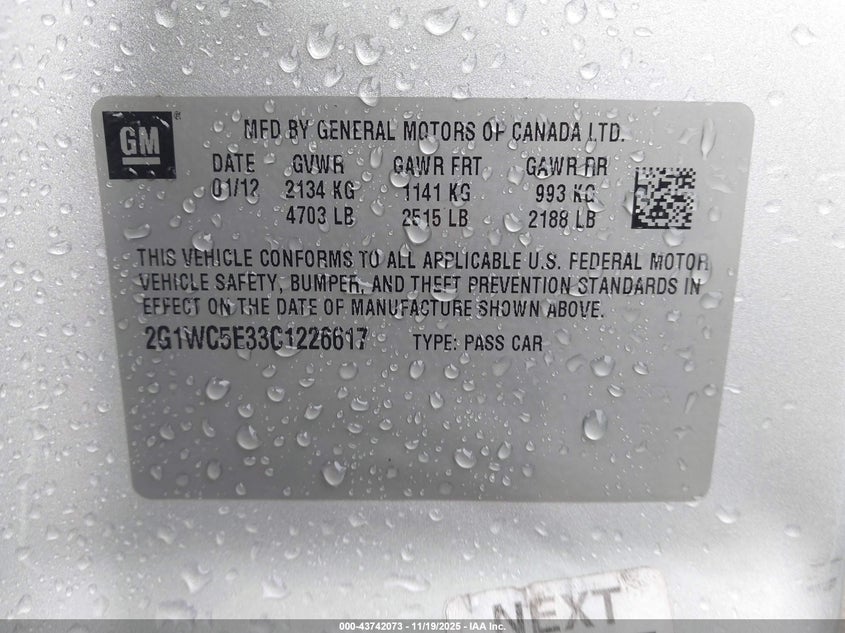 GM
MFD BY GENERAL MOTORS OF CANADA LTD.
DATE GVWR GAWR FRT GAWR RR
01/12 2134 KG 1141 KG 993 KG
4703 LB 2515 LB 2188 LB
THIS VEHICLE CONFORMS TO ALL APPLICABLE U.S. FEDERAL MOTOR
VEHICLE SAFETY, BUMPER, AND THEFT PREVENTION STANDARDS IN
EFFECT ON THE DATE OF MANUFACTURE SHOWN ABOVE.
2G1WC5E33C1226617 TYPE: PASS CAR
NEXT
000-43742073 - 11/19/2025 - IAA Inc.